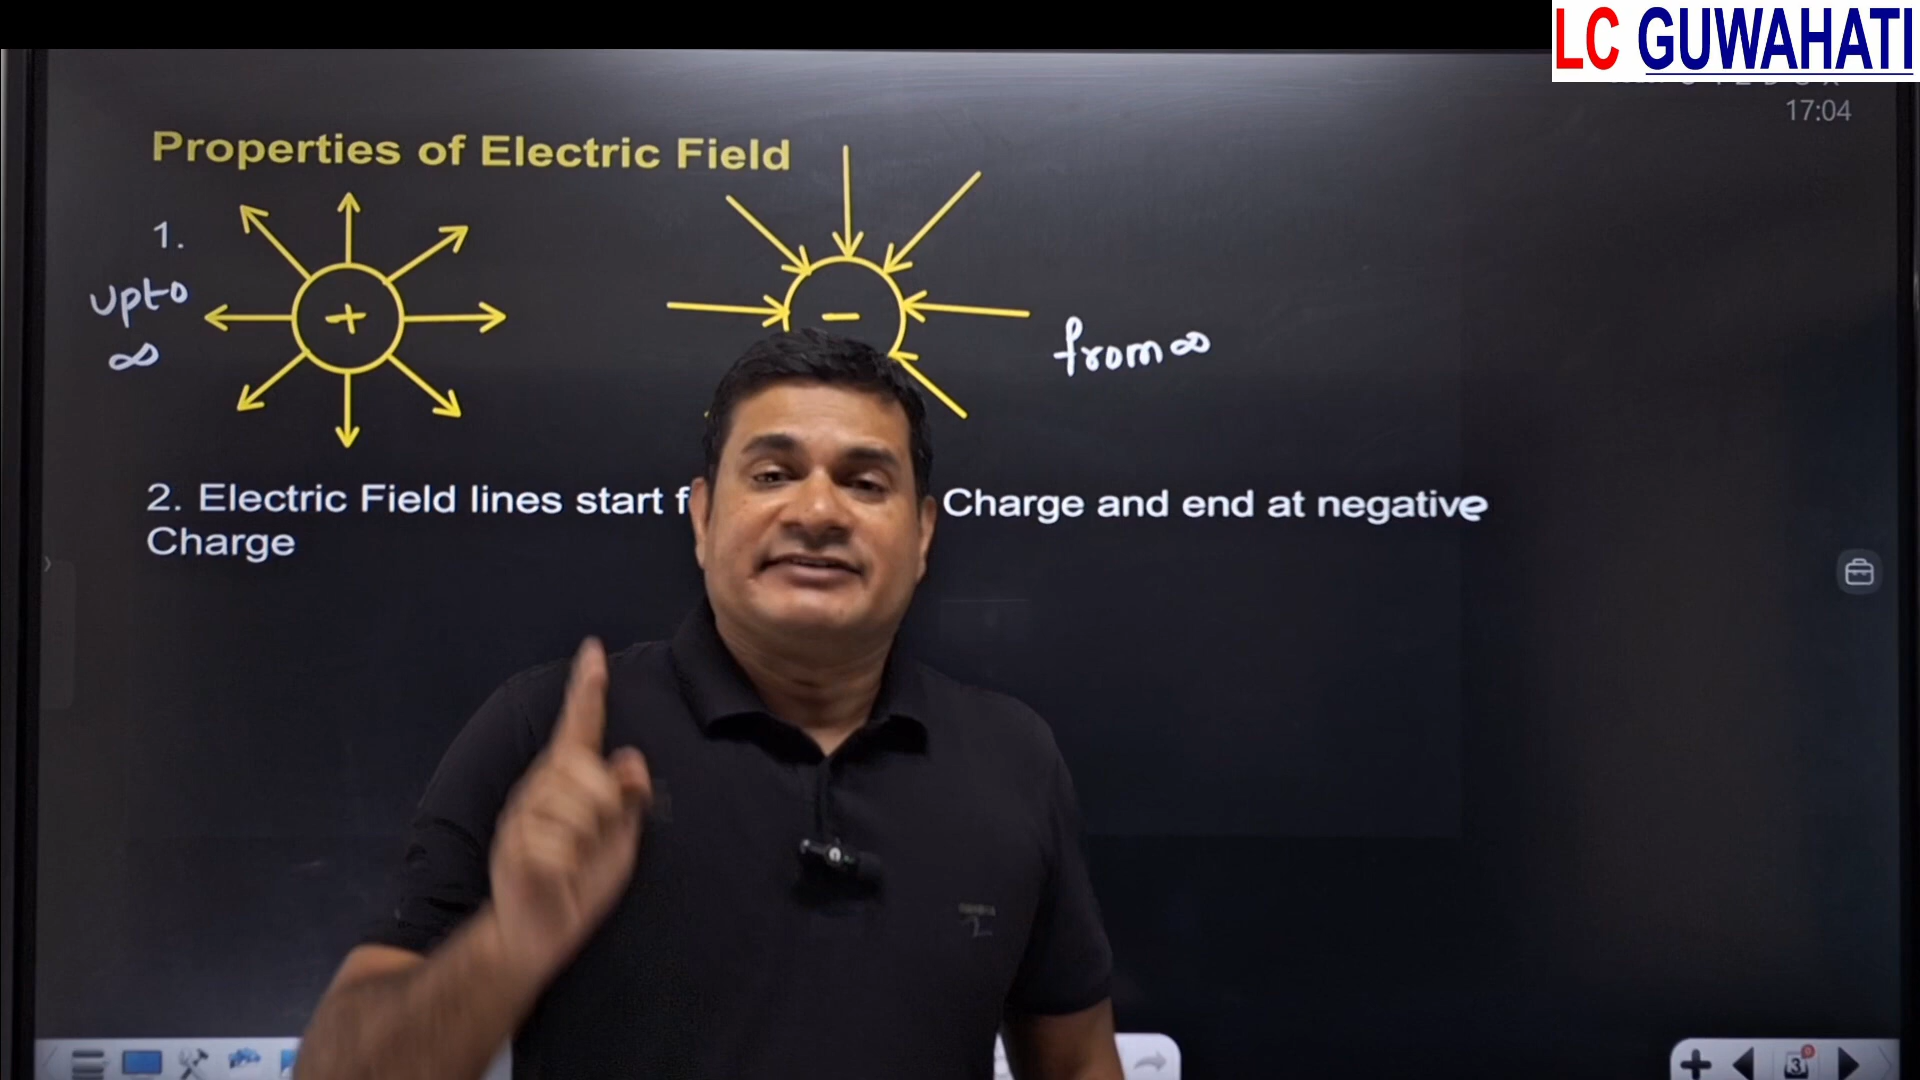 LC GUWAHATI
17:04
Properties of Electric Field
1.
upto
∞
+
-
from ∞
2. Electric Field lines start Charge and end at negative
Charge
3